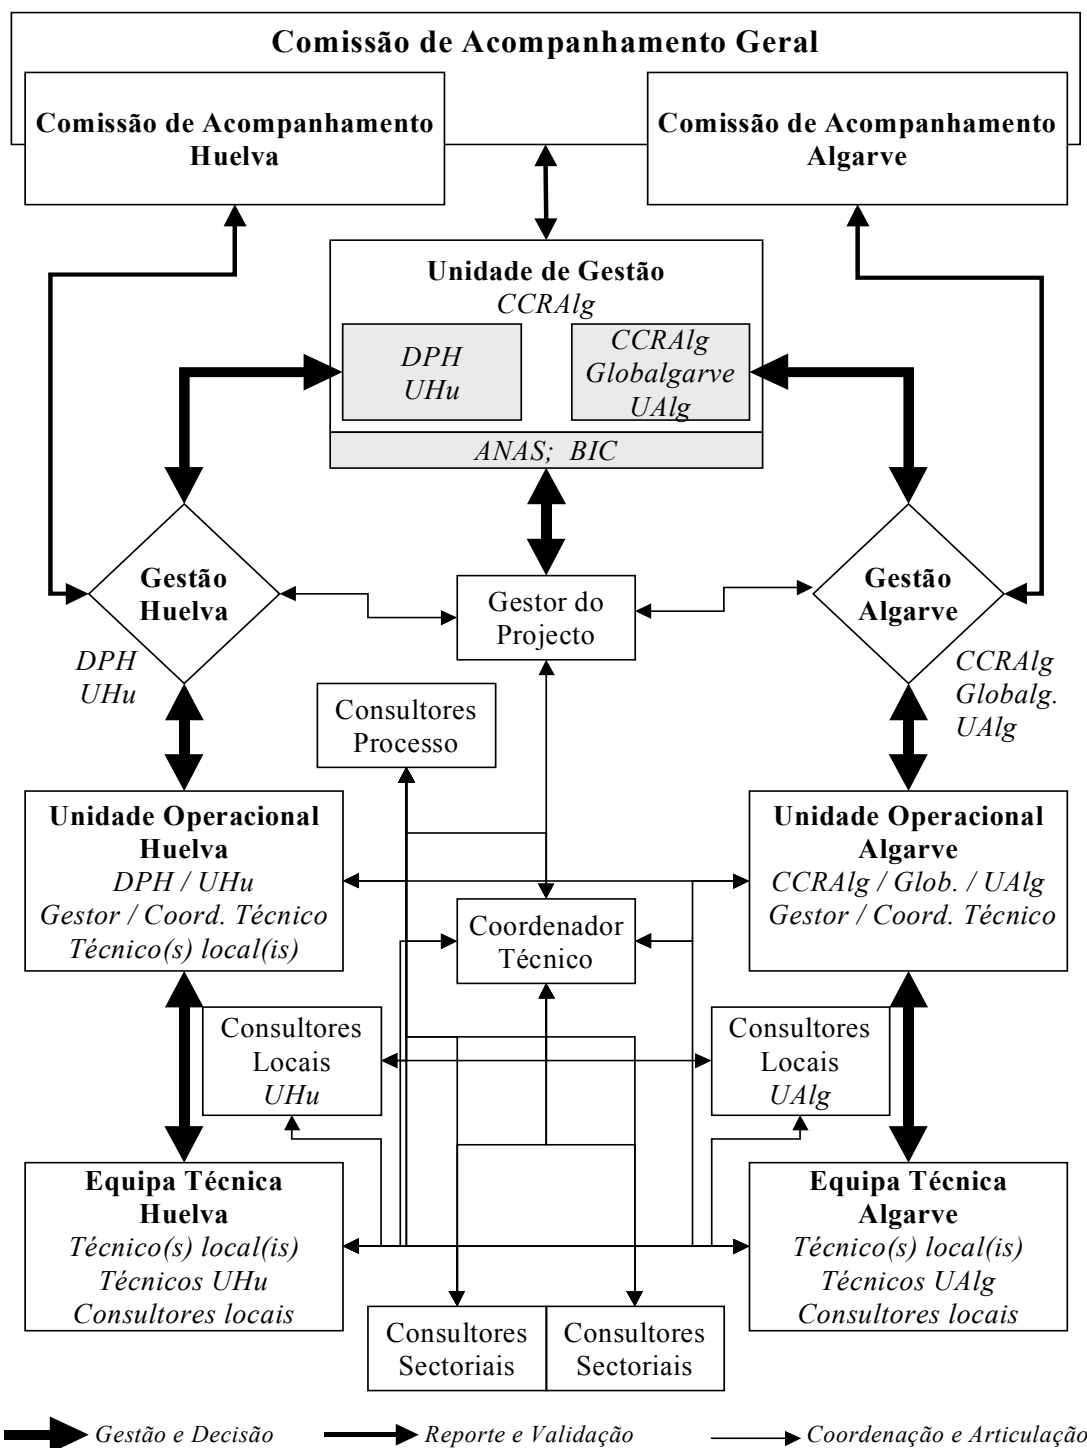 Comissão de Acompanhamento Geral
Comissão de Acompanhamento
Huelva
Comissão de Acompanhamento
Algarve
Unidade de Gestão
CCRAlg
DPH
UHu
CCRAlg
Globalgarve
UAlg
ANAS; BIC
Gestão
Huelva
DPH
UHu
Gestor do
Projecto
Gestão
Algarve
CCRAlg
Globalg.
UAlg
Consultores
Processo
Unidade Operacional
Huelva
DPH / UHu
Gestor / Coord. Técnico
Técnico(s) local(is)
Unidade Operacional
Algarve
CCRAlg / Glob. / UAlg
Gestor / Coord. Técnico
Coordenador
Técnico
Consultores
Locais
UHu
Consultores
Locais
UAlg
Equipa Técnica
Huelva
Técnico(s) local(is)
Técnicos UHu
Consultores locais
Equipa Técnica
Algarve
Técnico(s) local(is)
Técnicos UAlg
Consultores locais
Consultores
Sectoriais
Consultores
Sectoriais
Gestão e Decisão
Reporte e Validação
Coordenação e Articulação